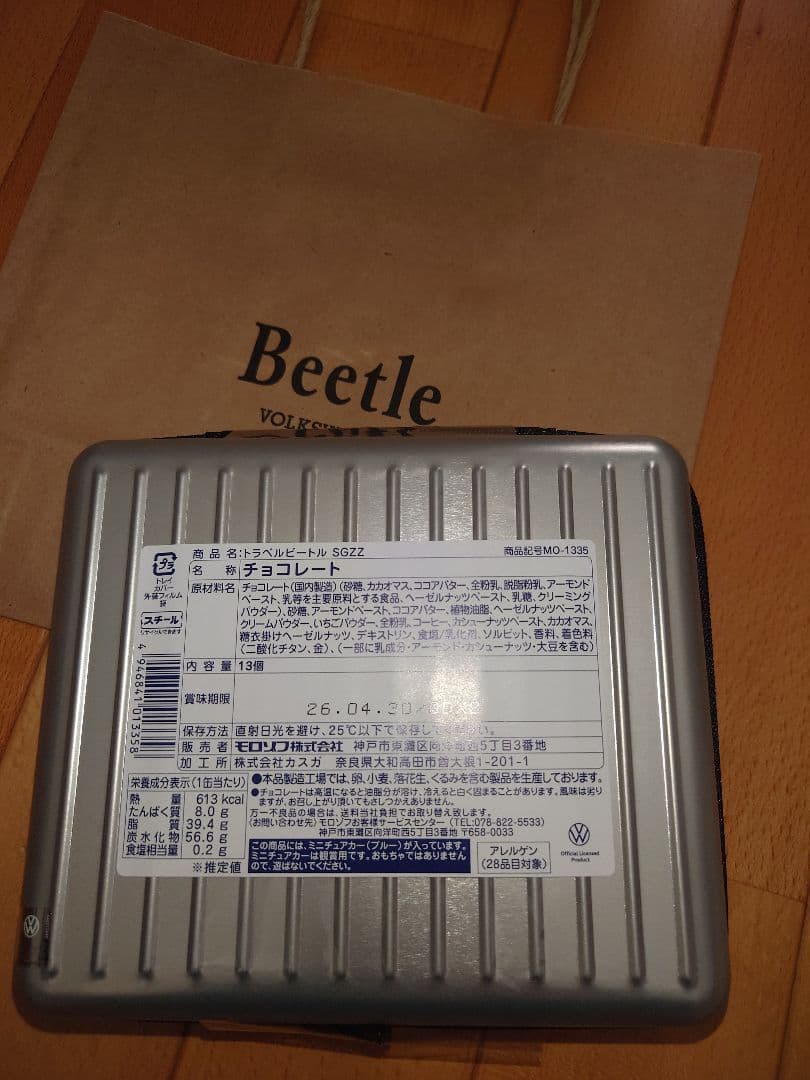 Beetle
商品名:トラベルビートル SGZZ 商品記号MO-1335
プラ
トレイ
カバー
外装フィルム
袋
スチール
名 称 チョコレート
原材料名 チョコレート(国内製造)(砂糖、カカオマス、ココアバター、全粉乳、脱脂粉乳、アーモンド
ペースト、乳等を主要原料とする食品、ヘーゼルナッツペースト、乳糖、クリーミング
パウダー)、砂糖、アーモンドペースト、ココアバター、植物油脂、ヘーゼルナッツペースト、
クリームパウダー、いちごパウダー、全粉乳、コーヒー、カシューナッツペースト、カカオマス、
糖衣掛けヘーゼルナッツ、デキストリン、食塩/乳化剤、ソルビット、香料、着色料
(二酸化チタン、金)、(一部に乳成分・アーモンド・カシューナッツ・大豆を含む)
内容量 13個
賞味期限
26.04.30
保存方法 直射日光を避け、25℃以下で保存してください。
販売者 モロゾフ株式会社 神戸市東灘区向洋町西5丁目3番地
加工所 株式会社カスガ 奈良県大和高田市曽大根1-201-1
4 946841 013358
栄養成分表示(1缶当たり)
熱量 613 kcal
たんぱく質 8.0 g
脂質 39.4 g
炭水化物 56.6 g
食塩相当量 0.2 g
※推定値
●本品製造工場では、卵、小麦、落花生、くるみを含む製品を生産しております。
●チョコレートは高温になると油脂分が溶け、冷えると白く固まることがあります。風味は劣り
ますが、お召し上がり頂いてもさしつかえありません。
万一不良品の場合は、送料当社負担でお取り替え致します。
(お問い合わせ先)モロゾフお客様サービスセンター(TEL:078-822-5533)
神戸市東灘区向洋町西5丁目3番地 〒658-0033
この商品には、ミニチュアカー(ブルー)が入っています。
ミニチュアカーは観賞用です。おもちゃではありません
ので、遊ばないでください。
アレルゲン
(28品目対象)
Official Licensed
Product